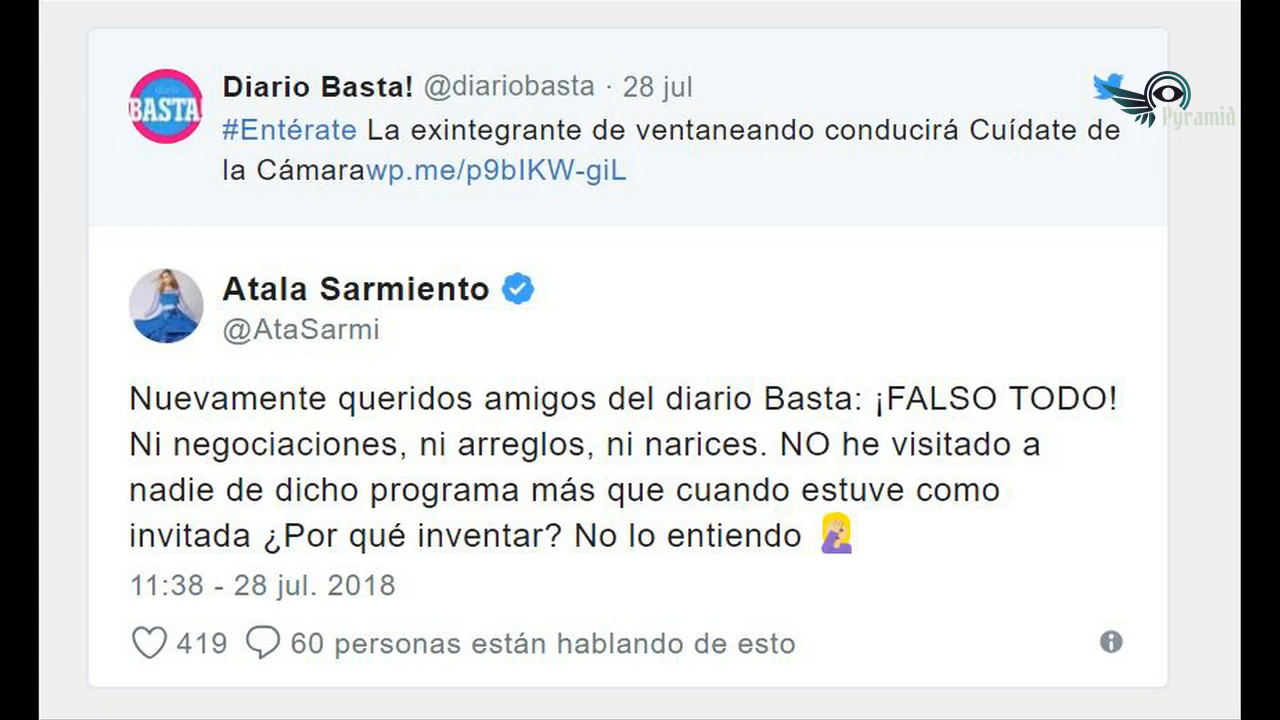 Diario Basta! @diariobasta · 28 jul
BASTA
#Entérate La exintegrante de ventaneando conducirá Cuídate de
la Cámarawp.me/p9bIKW-giL
Pyramid
Atala Sarmiento
@AtaSarmi
Nuevamente queridos amigos del diario Basta: ¡FALSO TODO!
Ni negociaciones, ni arreglos, ni narices. NO he visitado a
nadie de dicho programa más que cuando estuve como
invitada ¿Por qué inventar? No lo entiendo 🤦🏼‍♀️
11:38 - 28 jul. 2018
419 60 personas están hablando de esto